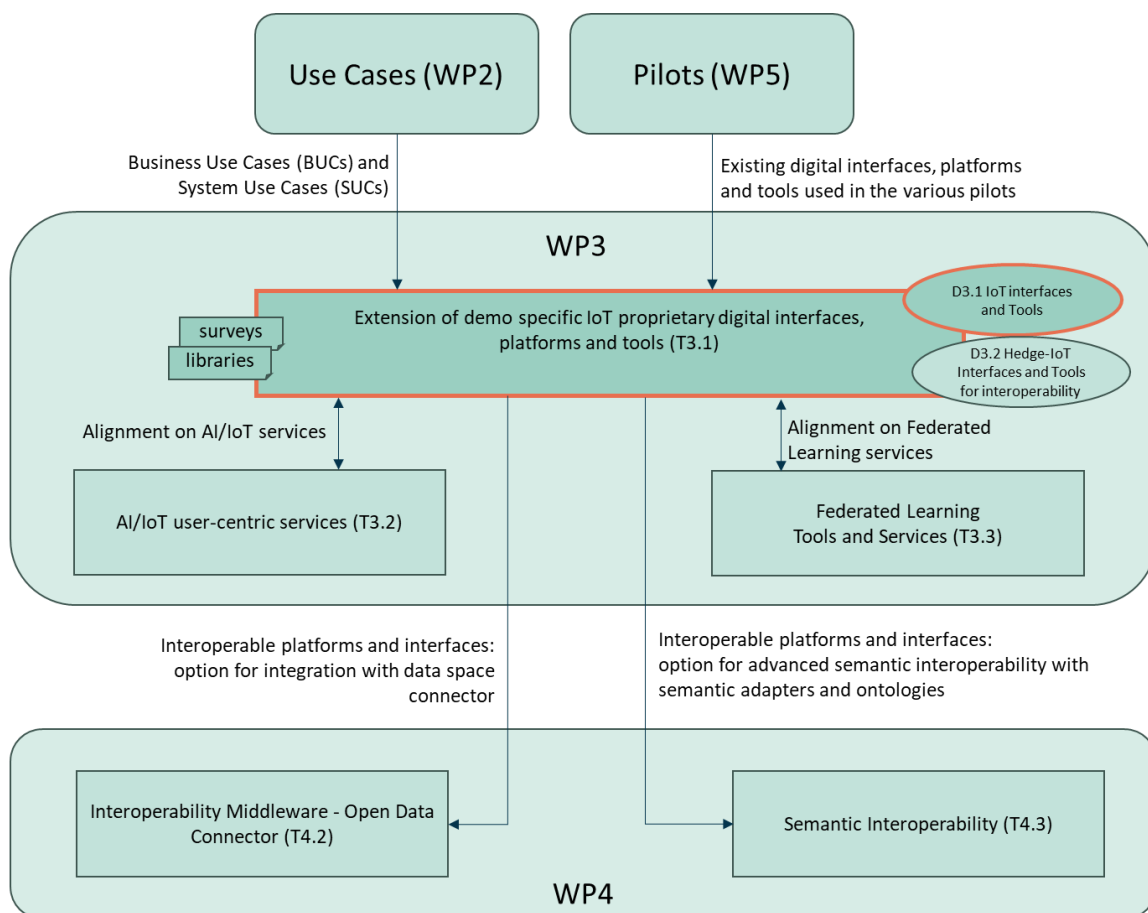 Use Cases (WP2)
Pilots (WP5)
Business Use Cases (BUCs) and
System Use Cases (SUCs)
Existing digital interfaces, platforms
and tools used in the various pilots
WP3
D3.1 IoT interfaces
and Tools
Extension of demo specific IoT proprietary digital interfaces,
platforms and tools (T3.1)
surveys
libraries
D3.2 Hedge-IoT
Interfaces and Tools
for interoperability
Alignment on AI/IoT services
Alignment on Federated
Learning services
AI/IoT user-centric services (T3.2)
Federated Learning
Tools and Services (T3.3)
Interoperable platforms and interfaces:
option for integration with data space
connector
Interoperable platforms and interfaces:
option for advanced semantic interoperability with
semantic adapters and ontologies
Interoperability Middleware - Open Data
Connector (T4.2)
Semantic Interoperability (T4.3)
WP4